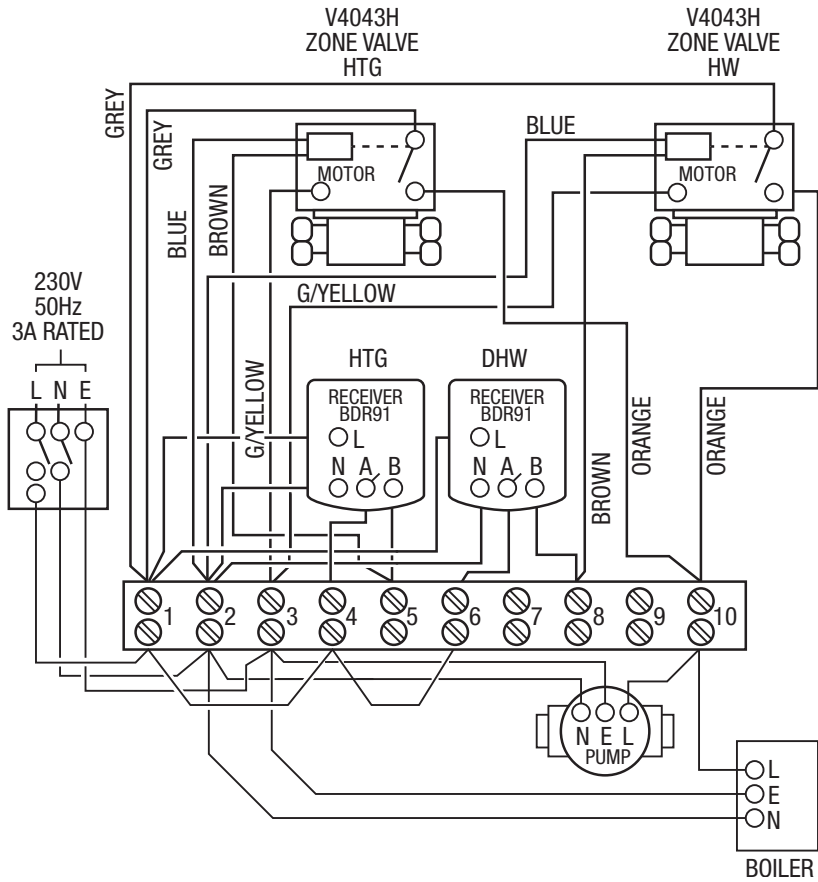 V4043H
ZONE VALVE
HTG
V4043H
ZONE VALVE
HW
GREY
GREY
BLUE
BROWN
MOTOR
BLUE
MOTOR
G/YELLOW
230V
50Hz
3A RATED
L N E
G/YELLOW
HTG
RECEIVER
BDR91
L
N A B
DHW
RECEIVER
BDR91
L
N A B
BROWN
ORANGE
ORANGE
1 2 3 4 5 6 7 8 9 10
N E L
PUMP
L
E
N
BOILER